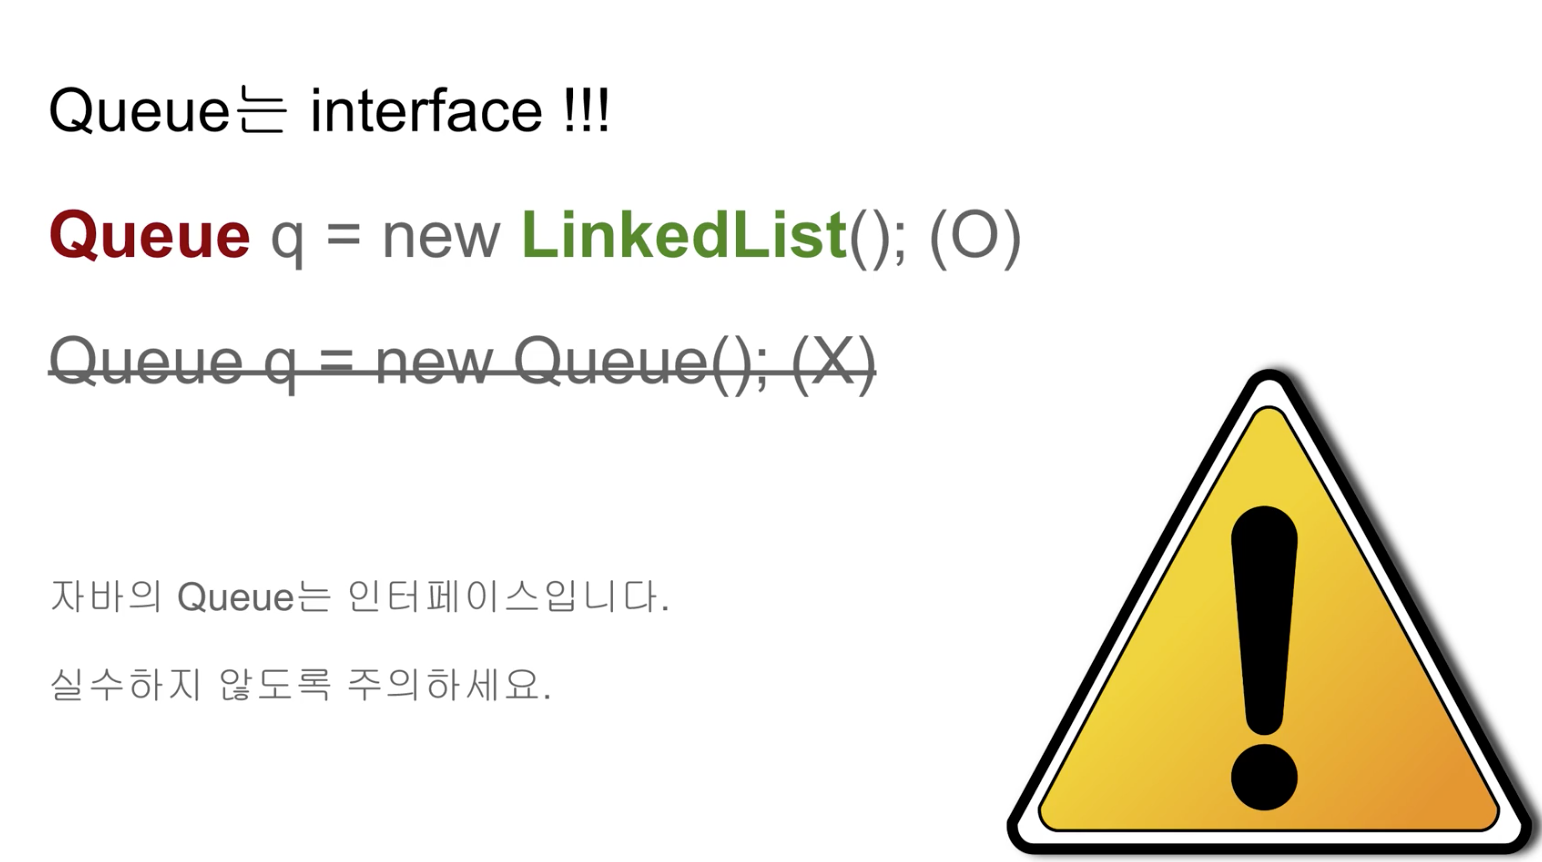 Queue는 interface !!!
Queue q = new LinkedList(); (O)
Queue q = new Queue(); (X)
자바의 Queue는 인터페이스입니다.
실수하지 않도록 주의하세요.